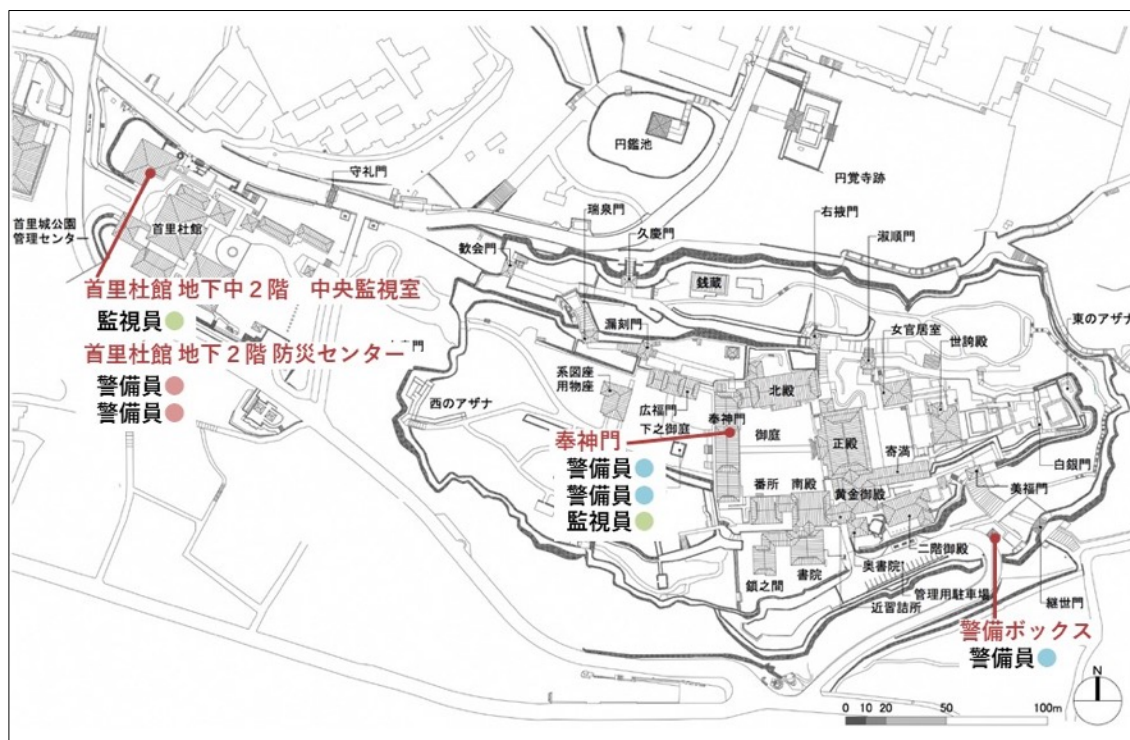 円鑑池
円覚寺跡
守礼門
瑞泉門
右掖門
首里城公園
管理センター
首里杜館
歓会門
久慶門
淑順門
銭蔵
首里杜館 地下中2階　中央監視室
監視員
漏刻門
女官居室
世誇殿
東のアザナ
首里杜館 地下2階 防災センター
警備員
警備員
門
西のアザナ
系図座
用物座
広福門
下之御庭
北殿
奉神門
御庭
正殿
寄満
白銀門
奉神門
警備員
警備員
監視員
番所
南殿
黄金御殿
美福門
二階御殿
奥書院
鎖之間
書院
管理用駐車場
近習詰所
継世門
警備ボックス
警備員
N
0 10 20 50 100m